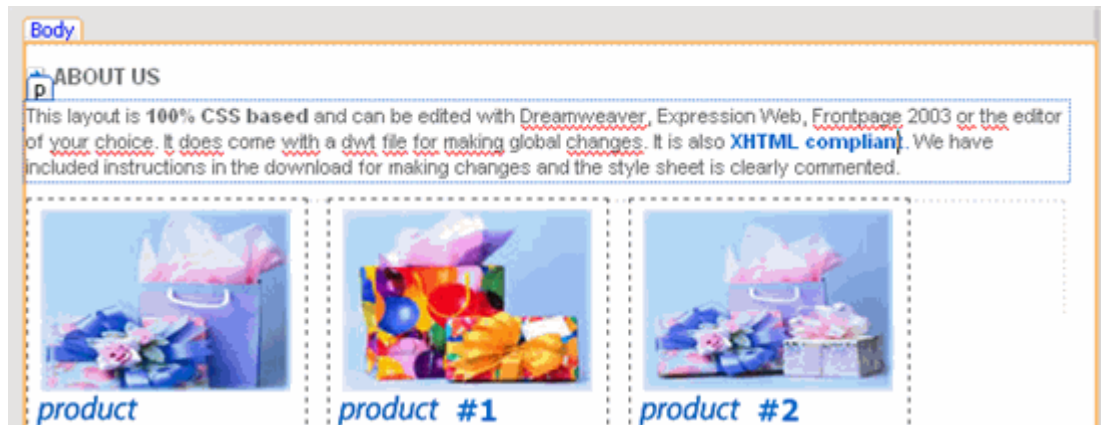 Body
ABOUT US
p
This layout is 100% CSS based and can be edited with Dreamweaver, Expression Web, Frontpage 2003 or the editor
of your choice. It does come with a dwt file for making global changes. It is also XHTML compliant. We have
included instructions in the download for making changes and the style sheet is clearly commented.
product product #1 product #2